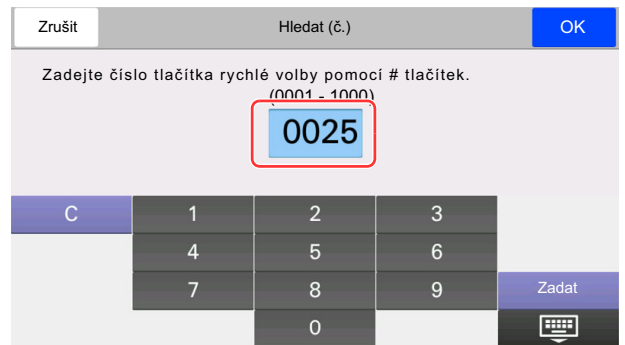 Zrušit Hledat (č.) OK
Zadejte číslo tlačítka rychlé volby pomocí # tlačítek.
(0001 - 1000)
0025
C 1 2 3
4 5 6
7 8 9 Zadat
0